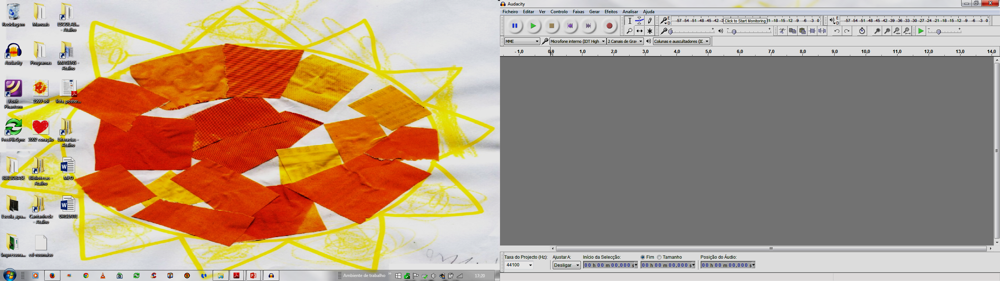 Reciclagem
Manuais
ESCOLAB...
- Atalho
Audacity
Programas
IMAGENS -
Atalho
Foxit
Phantom
1999 sol
lista_poster...
FreeFileSync
2002 coração
Literacias -
Atalho
BIBLIOBASE
Bibliotecas -
Atalho
MEO
Escola_apa...
Cantanhede
- Atalho
URGENTE
Impressora...
cd-room.iso
Ambiente de trabalho
17:20
Audacity
Ficheiro Editar Ver Controlo Faixas Gerar Efeitos Analisar Ajuda
E
D
-57 -54 -51 -48 -45 -42 -3 Click to Start Monitoring 21 -18 -15 -12 -9 -6 -3 0
E
D
-57 -54 -51 -48 -45 -42 -39 -36 -33 -30 -27 -24 -21 -18 -15 -12 -9 -6 -3 0
- + - + - +
MME Microfone interno (IDT High 2 Canais de Grav Colunas e auscultadores (ID
- 1,0 0,0 1,0 2,0 3,0 4,0 5,0 6,0 7,0 8,0 9,0 10,0 11,0 12,0 13,0 14,0
Taxa do Projecto (Hz): Ajustar A: Início da Selecção: Fim Tamanho Posição do Áudio:
44100 Desligar 00 h 00 m 00.000 s 00 h 00 m 00.000 s 00 h 00 m 00.000 s